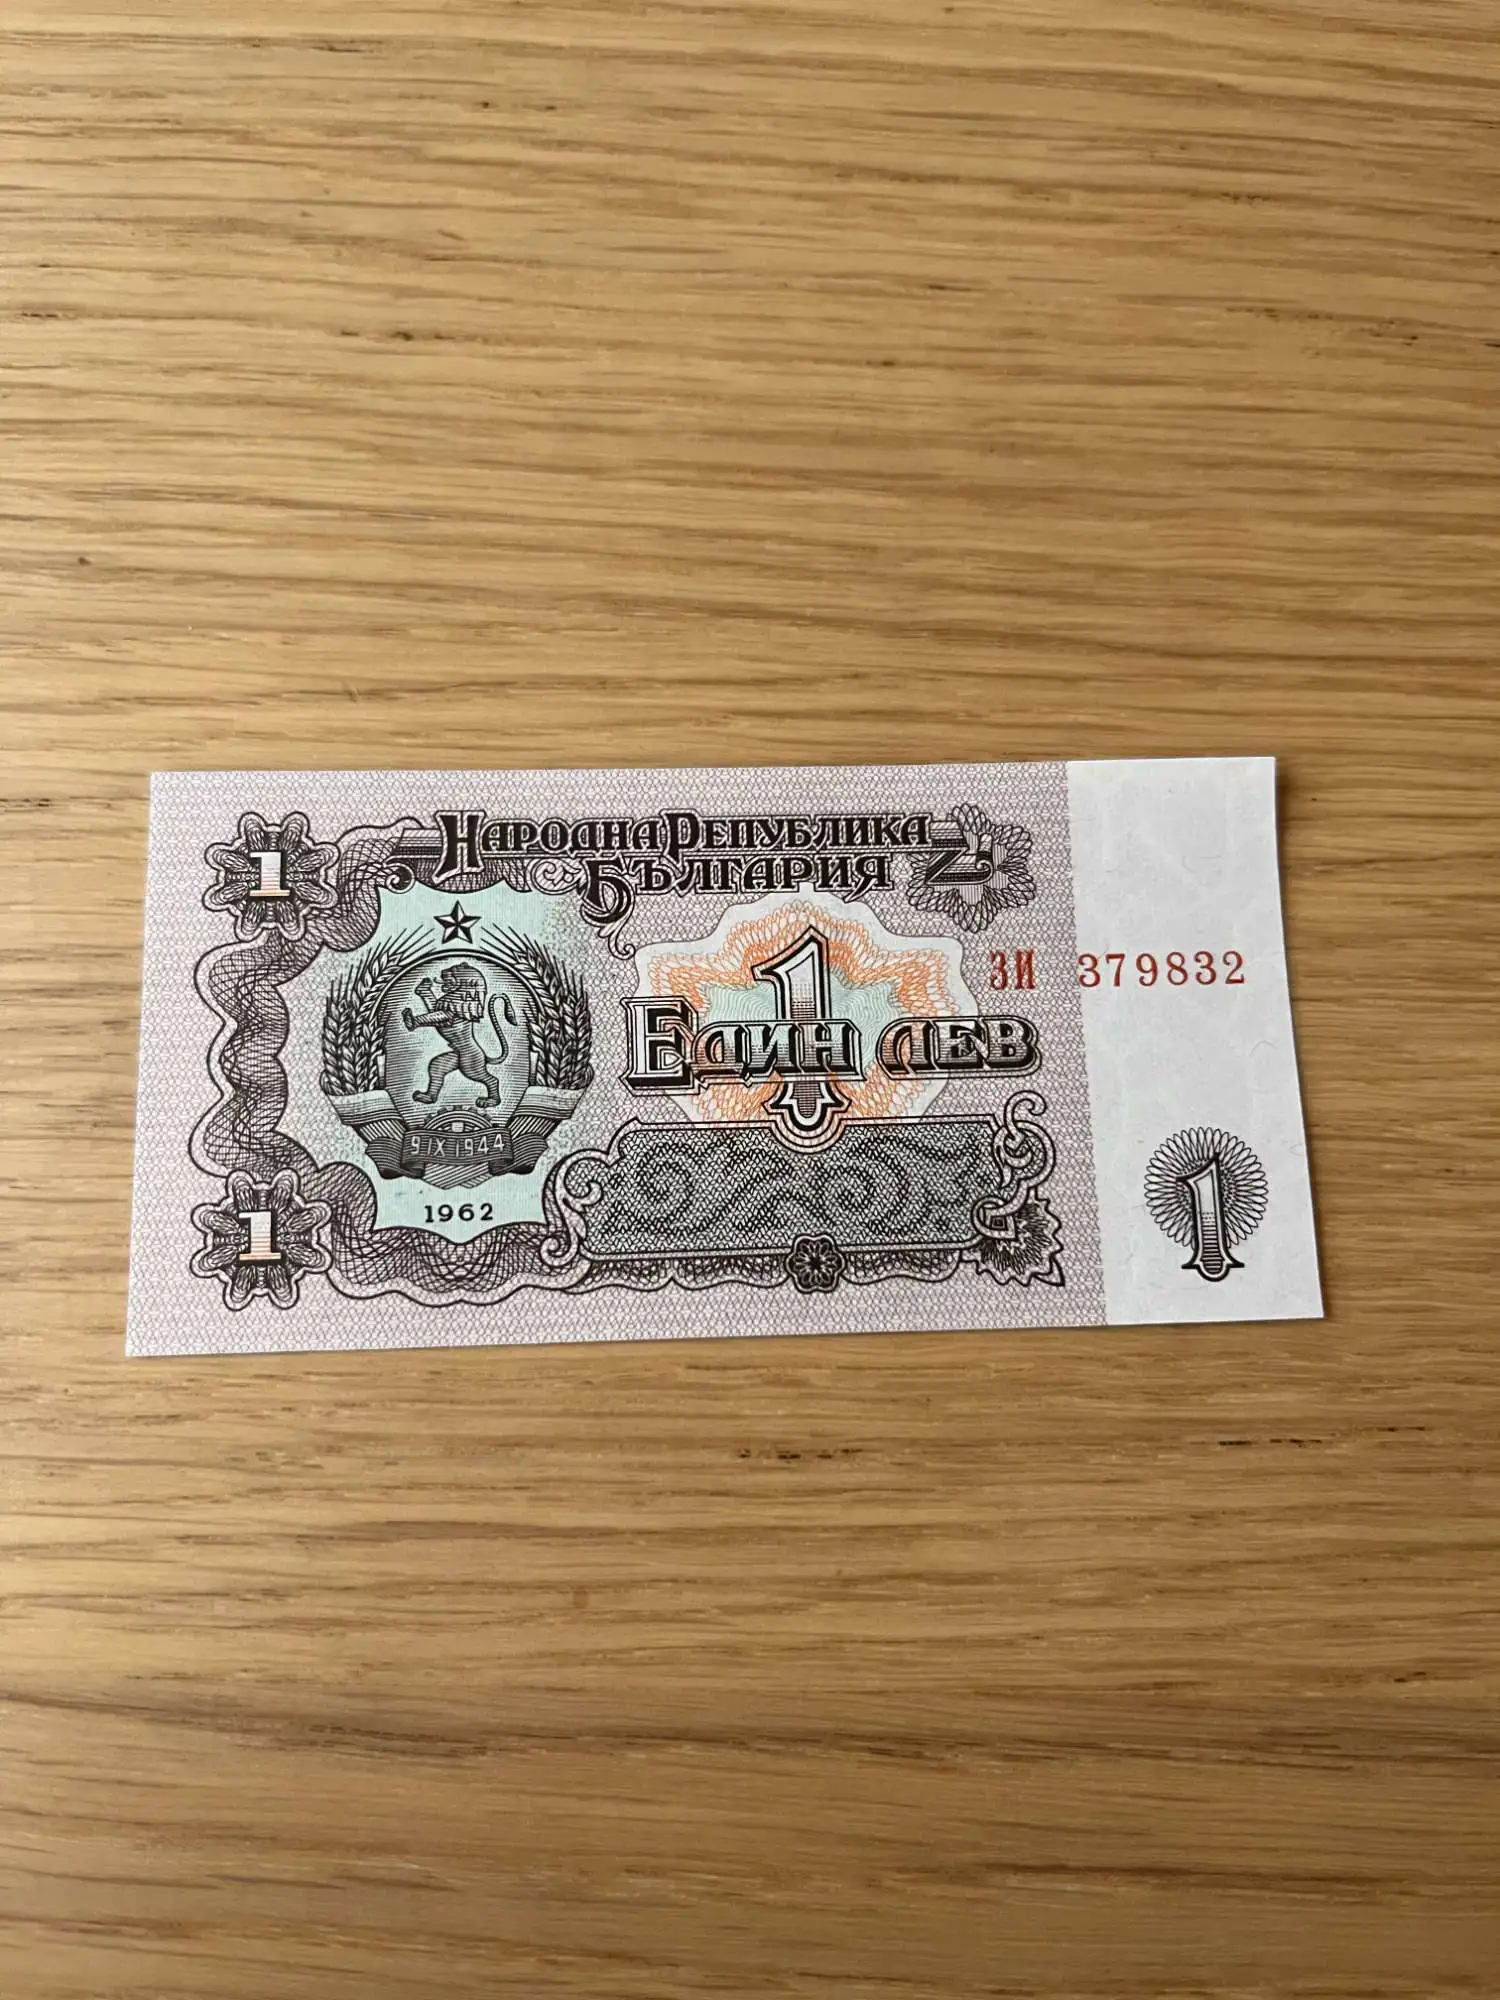 1
Народна Република
България
ЗИ 379832
1
Един лев
9·IX·1944
1962
1
1